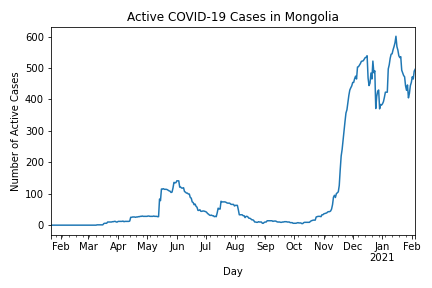 Active COVID-19 Cases in Mongolia
Number of Active Cases
600
500
400
300
200
100
0
Feb Mar Apr May Jun Jul Aug Sep Oct Nov Dec Jan Feb
2021
Day